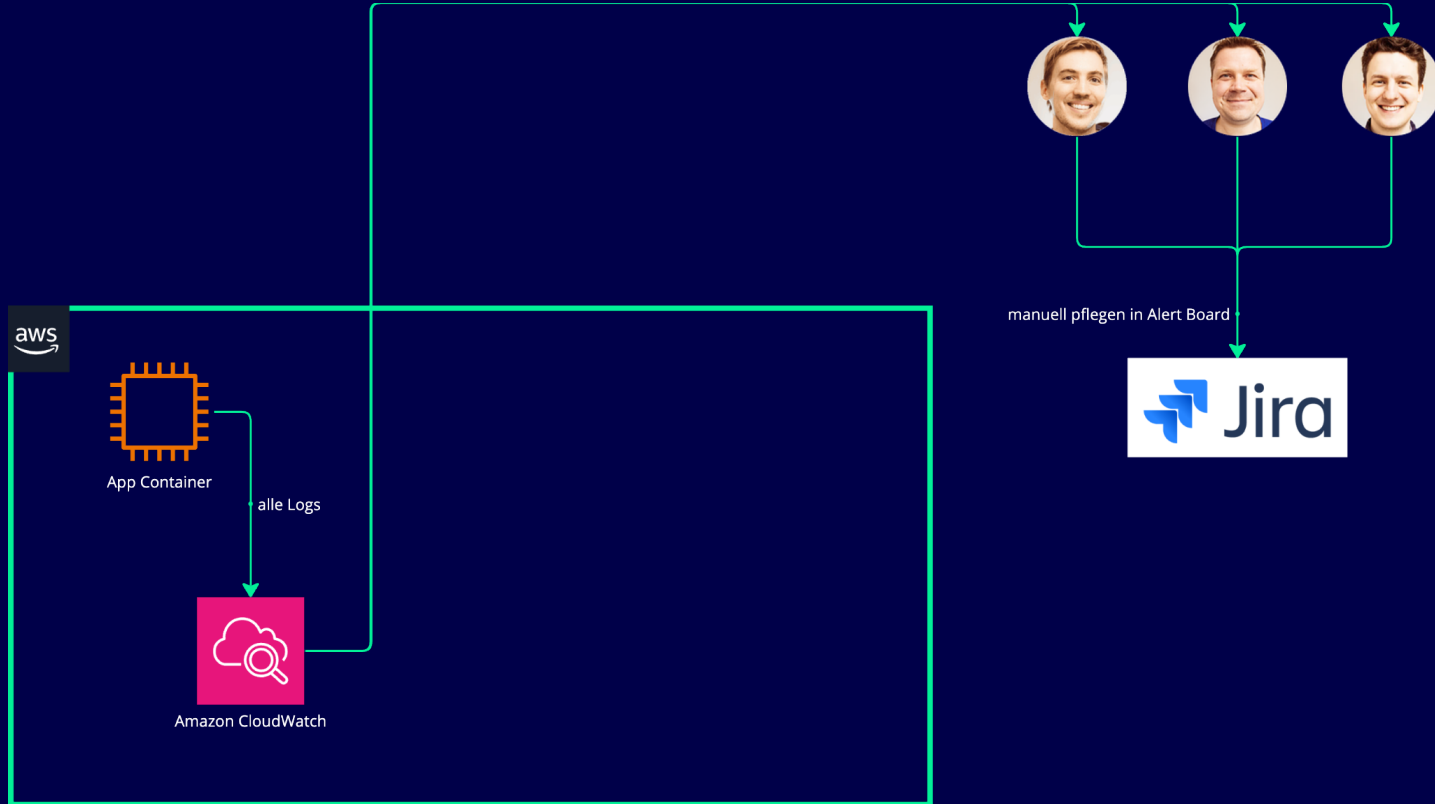 manuell pflegen in Alert Board
aws
Jira
App Container
alle Logs
Amazon CloudWatch